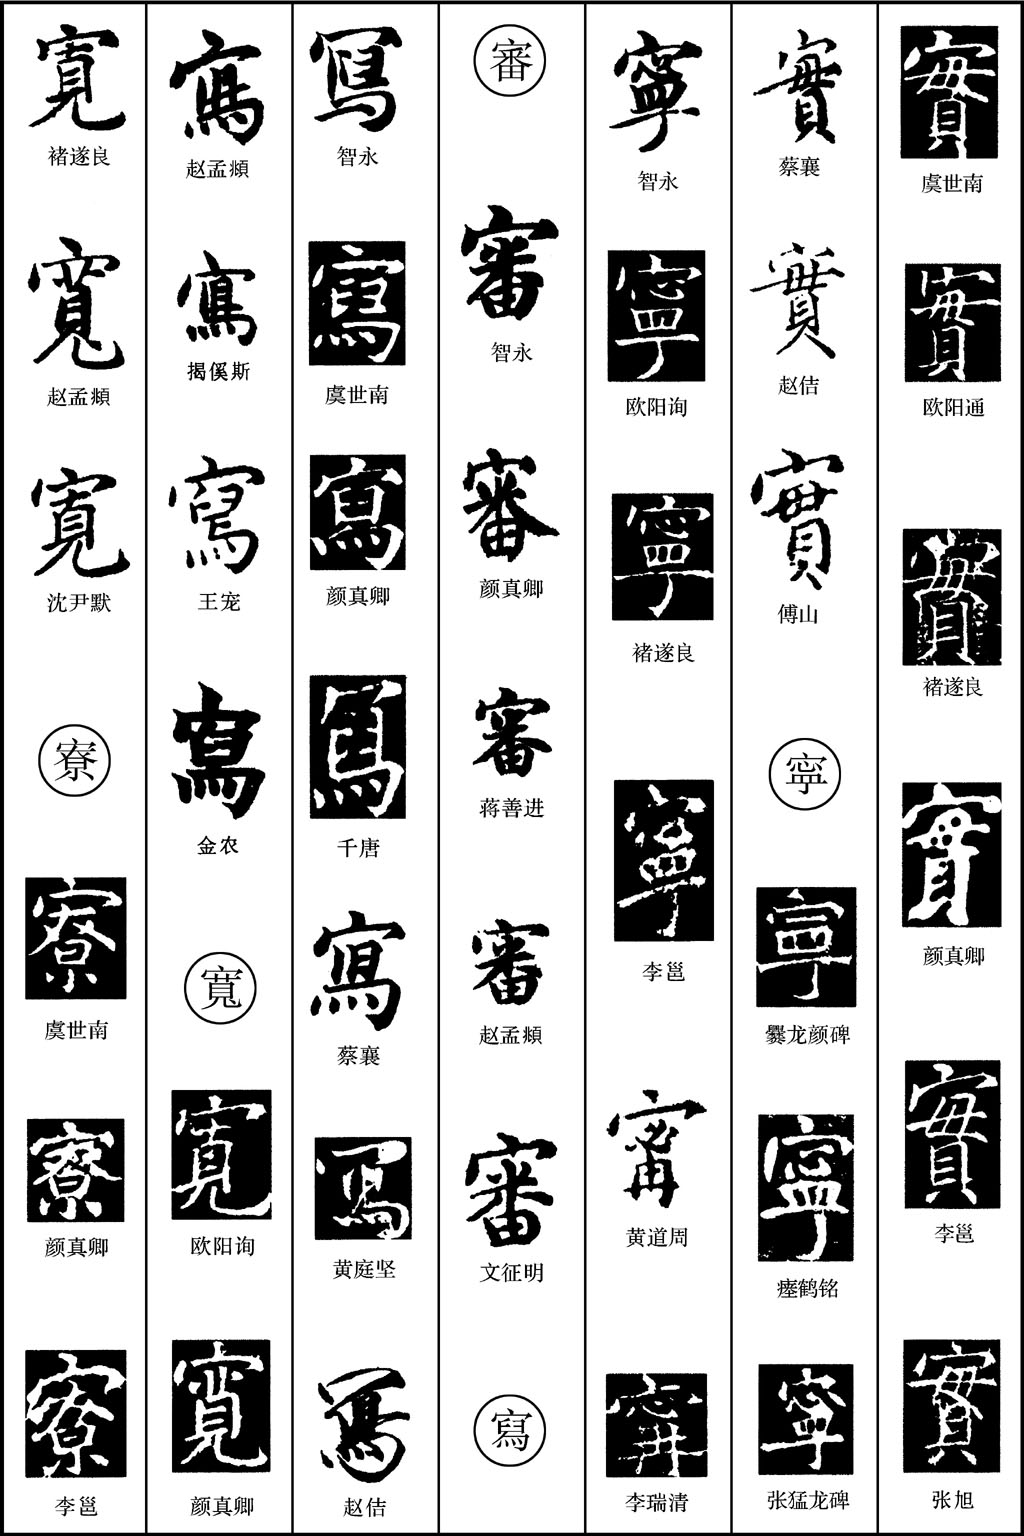 實
虞世南
實
欧阳通
實
褚遂良
實
颜真卿
實
李邕
實
张旭
實
蔡襄
實
赵佶
實
傅山
寧
寧
爨龙颜碑
寧
瘗鹤铭
寧
张猛龙碑
寧
智永
寧
欧阳询
寧
褚遂良
寧
李邕
甯
黄道周
甯
李瑞清
審
審
智永
審
颜真卿
審
蒋善进
審
赵孟頫
審
文征明
寫
寫
智永
寫
虞世南
寫
颜真卿
寫
千唐
寫
蔡襄
寫
黄庭坚
寫
赵佶
寫
赵孟頫
寫
揭傒斯
寫
王宠
寫
金农
寬
寬
欧阳询
寬
颜真卿
寬
褚遂良
寬
赵孟頫
寬
沈尹默
寮
寮
虞世南
寮
颜真卿
寮
李邕